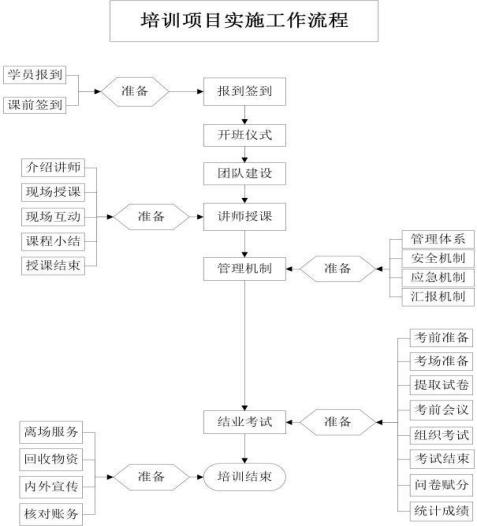 培训项目实施工作流程
学员报到
课前签到
准备
报到签到
开班仪式
团队建设
介绍讲师
现场授课
现场互动
课程小结
授课结束
准备
讲师授课
管理机制
准备
管理体系
安全机制
应急机制
汇报机制
结业考试
准备
考前准备
考场准备
提取试卷
考前会议
组织考试
考试结束
问卷赋分
统计成绩
离场服务
回收物资
内外宣传
核对账务
准备
培训结束